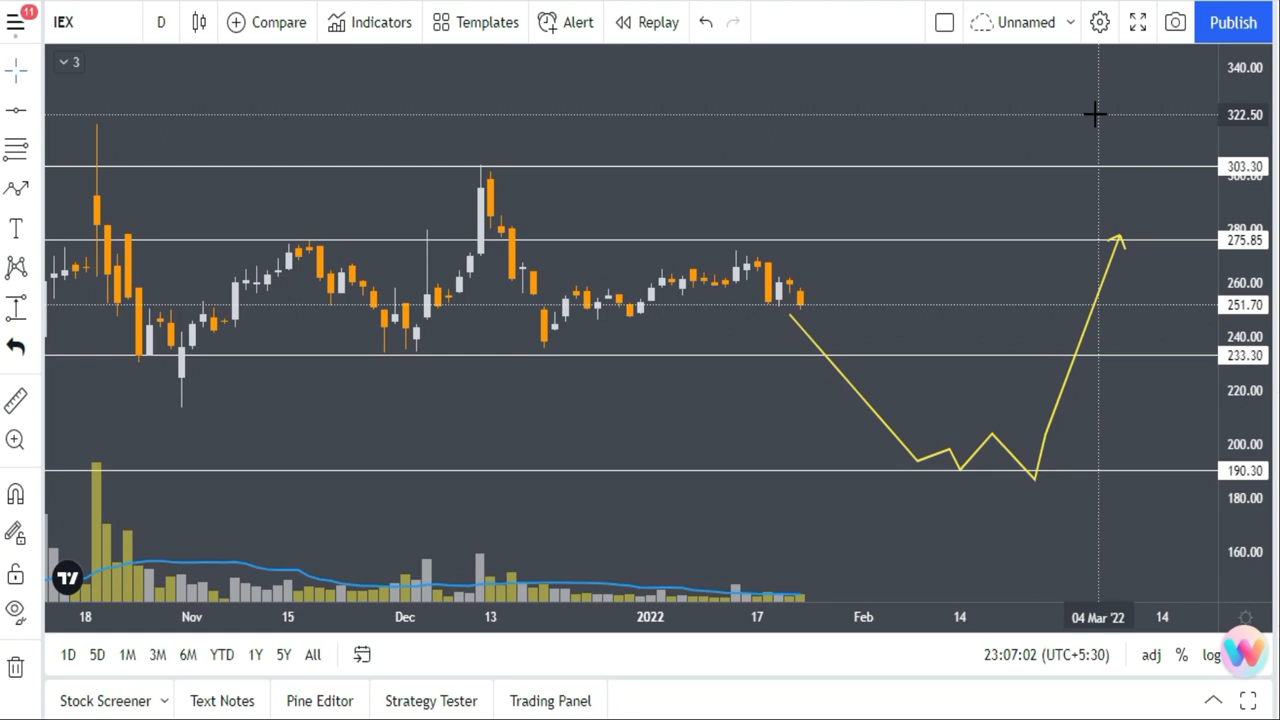 11
IEX
D
Compare
Indicators
Templates
Alert
Replay
Unnamed
Publish
3
340.00
322.50
303.30
300.00
280.00
275.85
260.00
251.70
240.00
233.30
220.00
200.00
190.30
180.00
160.00
18 Nov 15 Dec 13 2022 17 Feb 14 04 Mar '22 14
1D 5D 1M 3M 6M YTD 1Y 5Y All 23:07:02 (UTC+5:30) adj % log
Stock Screener Text Notes Pine Editor Strategy Tester Trading Panel